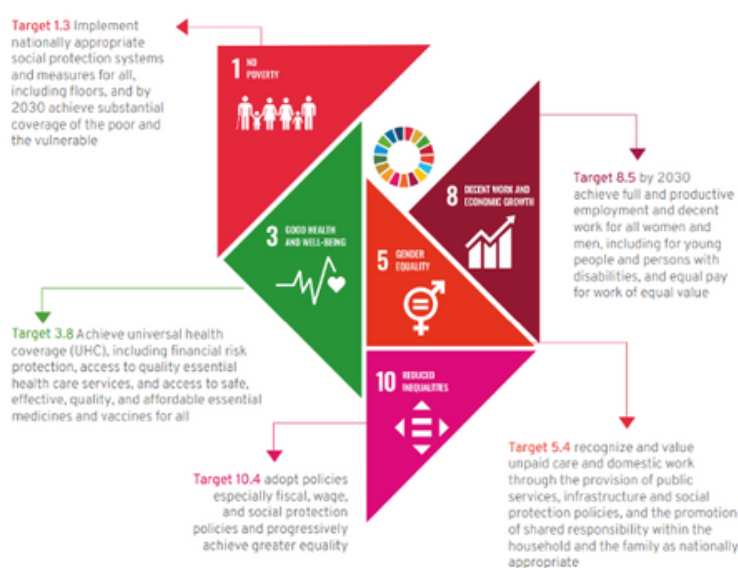 Target 1.3 Implement
nationally appropriate
social protection systems
and measures for all,
including floors, and by
2030 achieve substantial
coverage of the poor and
the vulnerable
1 NO
POVERTY
3 GOOD HEALTH
AND WELL-BEING
5 GENDER
EQUALITY
8 DECENT WORK AND
ECONOMIC GROWTH
10 REDUCED
INEQUALITIES
Target 8.5 by 2030
achieve full and productive
employment and decent
work for all women and
men, including for young
people and persons with
disabilities, and equal pay
for work of equal value
Target 3.8 Achieve universal health
coverage (UHC), including financial risk
protection, access to quality essential
health care services, and access to safe,
effective, quality, and affordable essential
medicines and vaccines for all
Target 10.4 adopt policies
especially fiscal, wage,
and social protection
policies and progressively
achieve greater equality
Target 5.4 recognize and value
unpaid care and domestic work
through the provision of public
services, infrastructure and social
protection policies, and the promotion
of shared responsibility within the
household and the family as nationally
appropriate